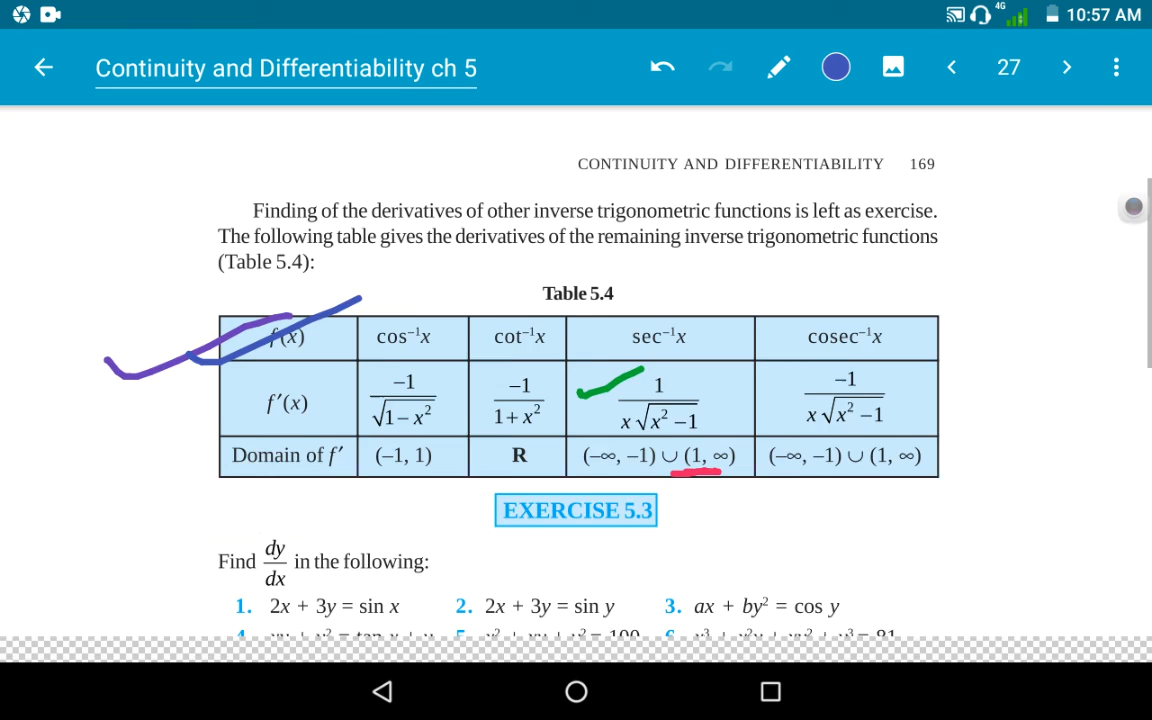 4G 10:57 AM
Continuity and Differentiability ch 5 27
CONTINUITY AND DIFFERENTIABILITY 169
Finding of the derivatives of other inverse trigonometric functions is left as exercise.
The following table gives the derivatives of the remaining inverse trigonometric functions
(Table 5.4):
Table 5.4
f(x) cos⁻¹x cot⁻¹x sec⁻¹x cosec⁻¹x
f′(x) −1/√(1−x²) −1/(1+x²) 1/(x√(x²−1)) −1/(x√(x²−1))
Domain of f′ (–1, 1) R (–∞, –1) ∪ (1, ∞) (–∞, –1) ∪ (1, ∞)
EXERCISE 5.3
Find dy/dx in the following:
1. 2x + 3y = sin x 2. 2x + 3y = sin y 3. ax + by² = cos y